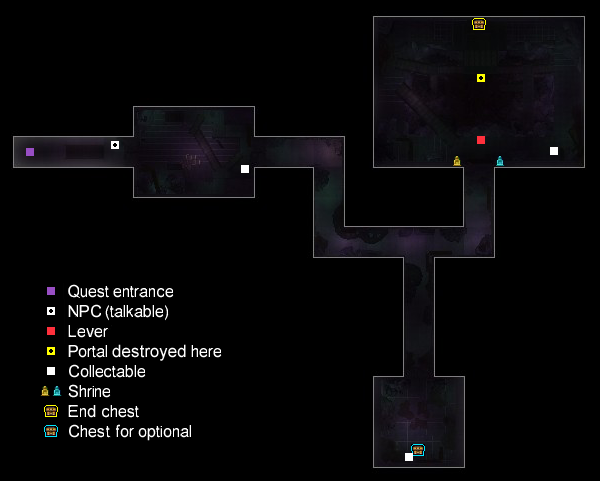 Quest entrance
NPC (talkable)
Lever
Portal destroyed here
Collectable
Shrine
End chest
Chest for optional